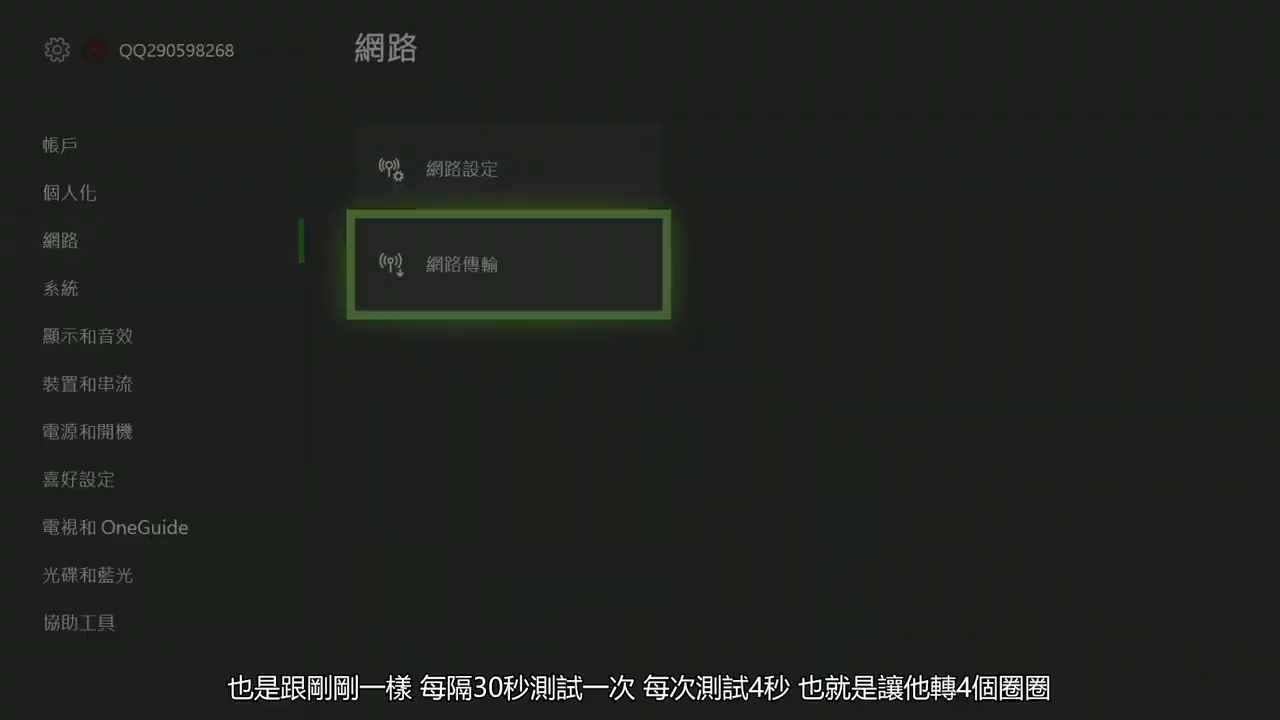 QQ290598268
網路
帳戶
個人化
網路
系統
顯示和音效
裝置和串流
電源和開機
喜好設定
電視和 OneGuide
光碟和藍光
協助工具
網路設定
網路傳輸
也是跟剛剛一樣 每隔30秒測試一次 每次測試4秒 也就是讓他轉4個圈圈